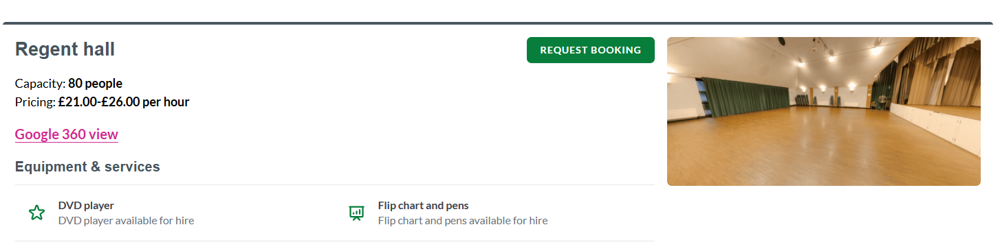 Regent hall
REQUEST BOOKING
Capacity: 80 people
Pricing: £21.00-£26.00 per hour
Google 360 view
Equipment & services
DVD player
DVD player available for hire
Flip chart and pens
Flip chart and pens available for hire